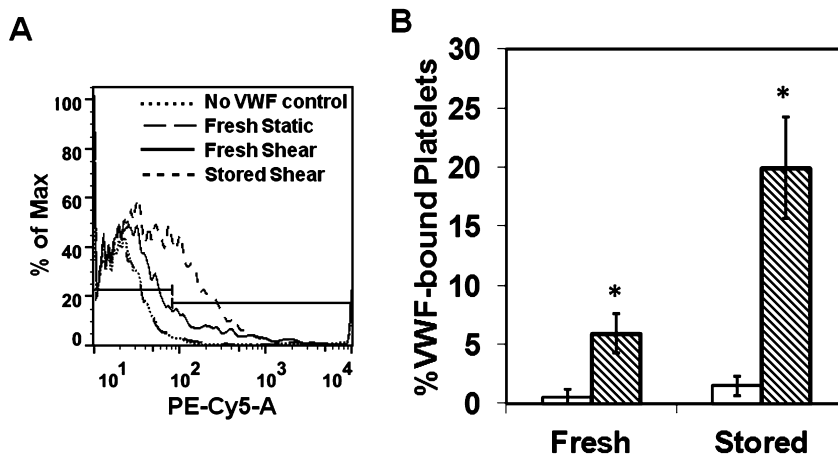 A
100
80
60
40
20
0
% of Max
No VWF control
Fresh Static
Fresh Shear
Stored Shear
10¹ 10² 10³ 10⁴
PE-Cy5-A
B
30
25
20
15
10
5
0
%VWF-bound Platelets
*
*
Fresh Stored